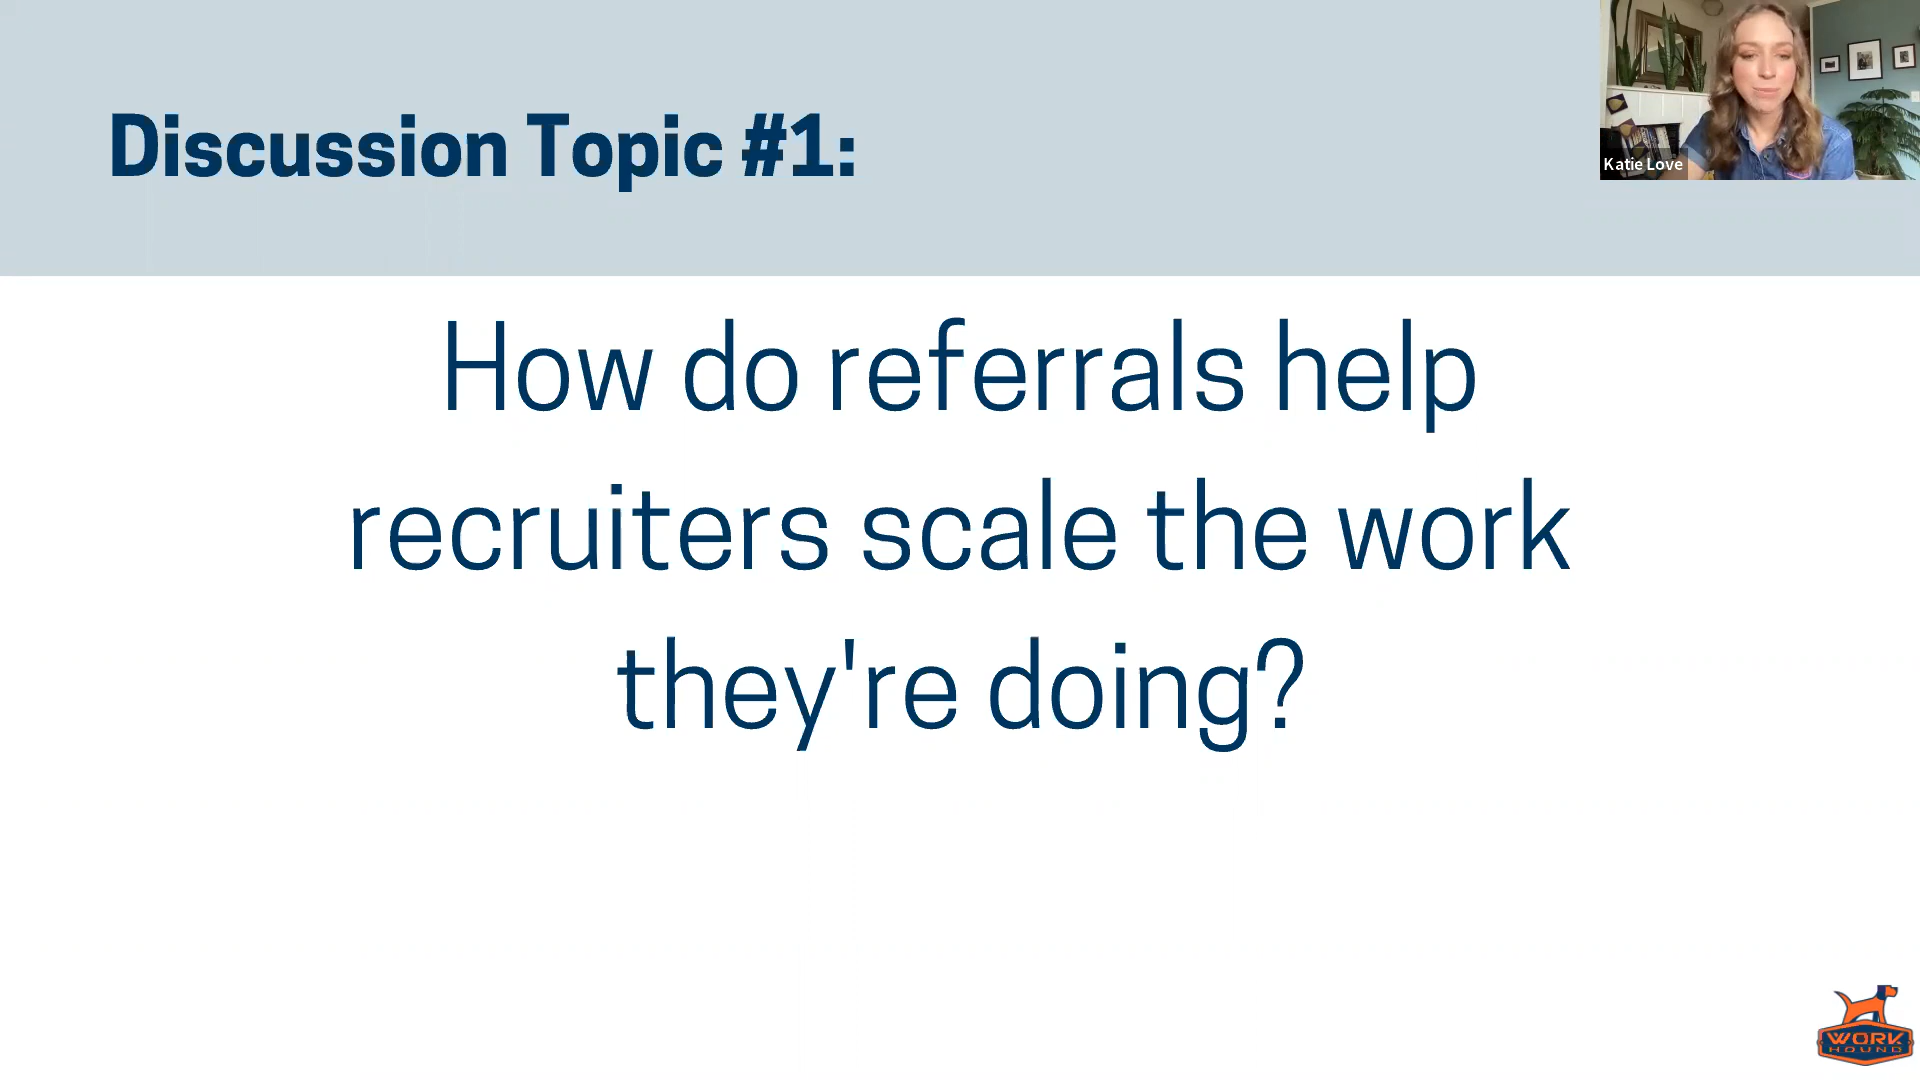 Discussion Topic #1:
Katie Love
How do referrals help
recruiters scale the work
they're doing?
WORK
HOUND